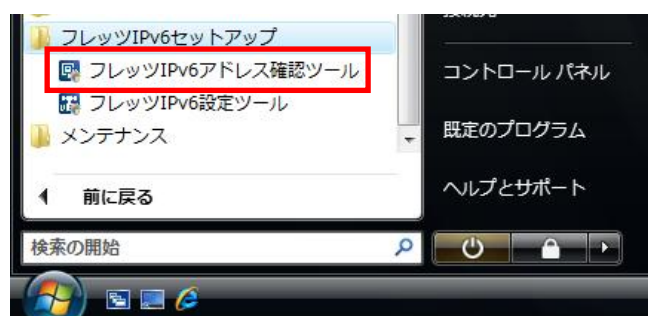 フレッツIPv6セットアップ
フレッツIPv6アドレス確認ツール
フレッツIPv6設定ツール
メンテナンス
前に戻る
検索の開始
コントロール パネル
既定のプログラム
ヘルプとサポート